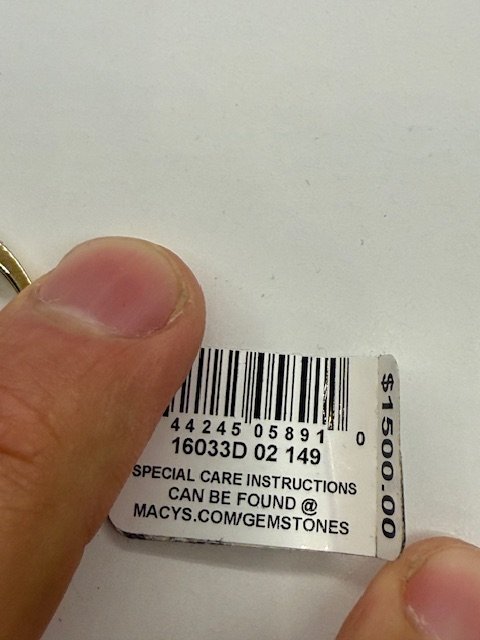 44245 05891 0
16033D 02 149
SPECIAL CARE INSTRUCTIONS
CAN BE FOUND @
MACYS.COM/GEMSTONES
$1500.00